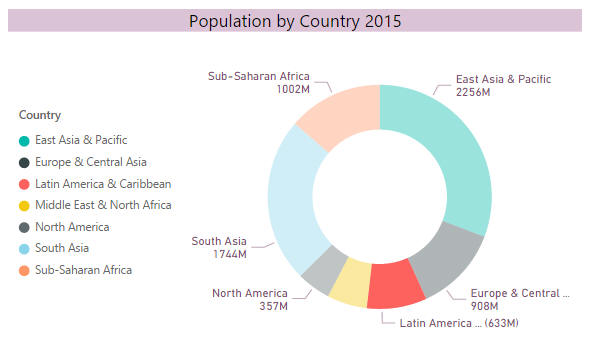 Population by Country 2015
Country
East Asia & Pacific
Europe & Central Asia
Latin America & Caribbean
Middle East & North Africa
North America
South Asia
Sub-Saharan Africa
Sub-Saharan Africa
1002M
East Asia & Pacific
2256M
South Asia
1744M
North America
357M
Europe & Central ...
908M
Latin America ... (633M)